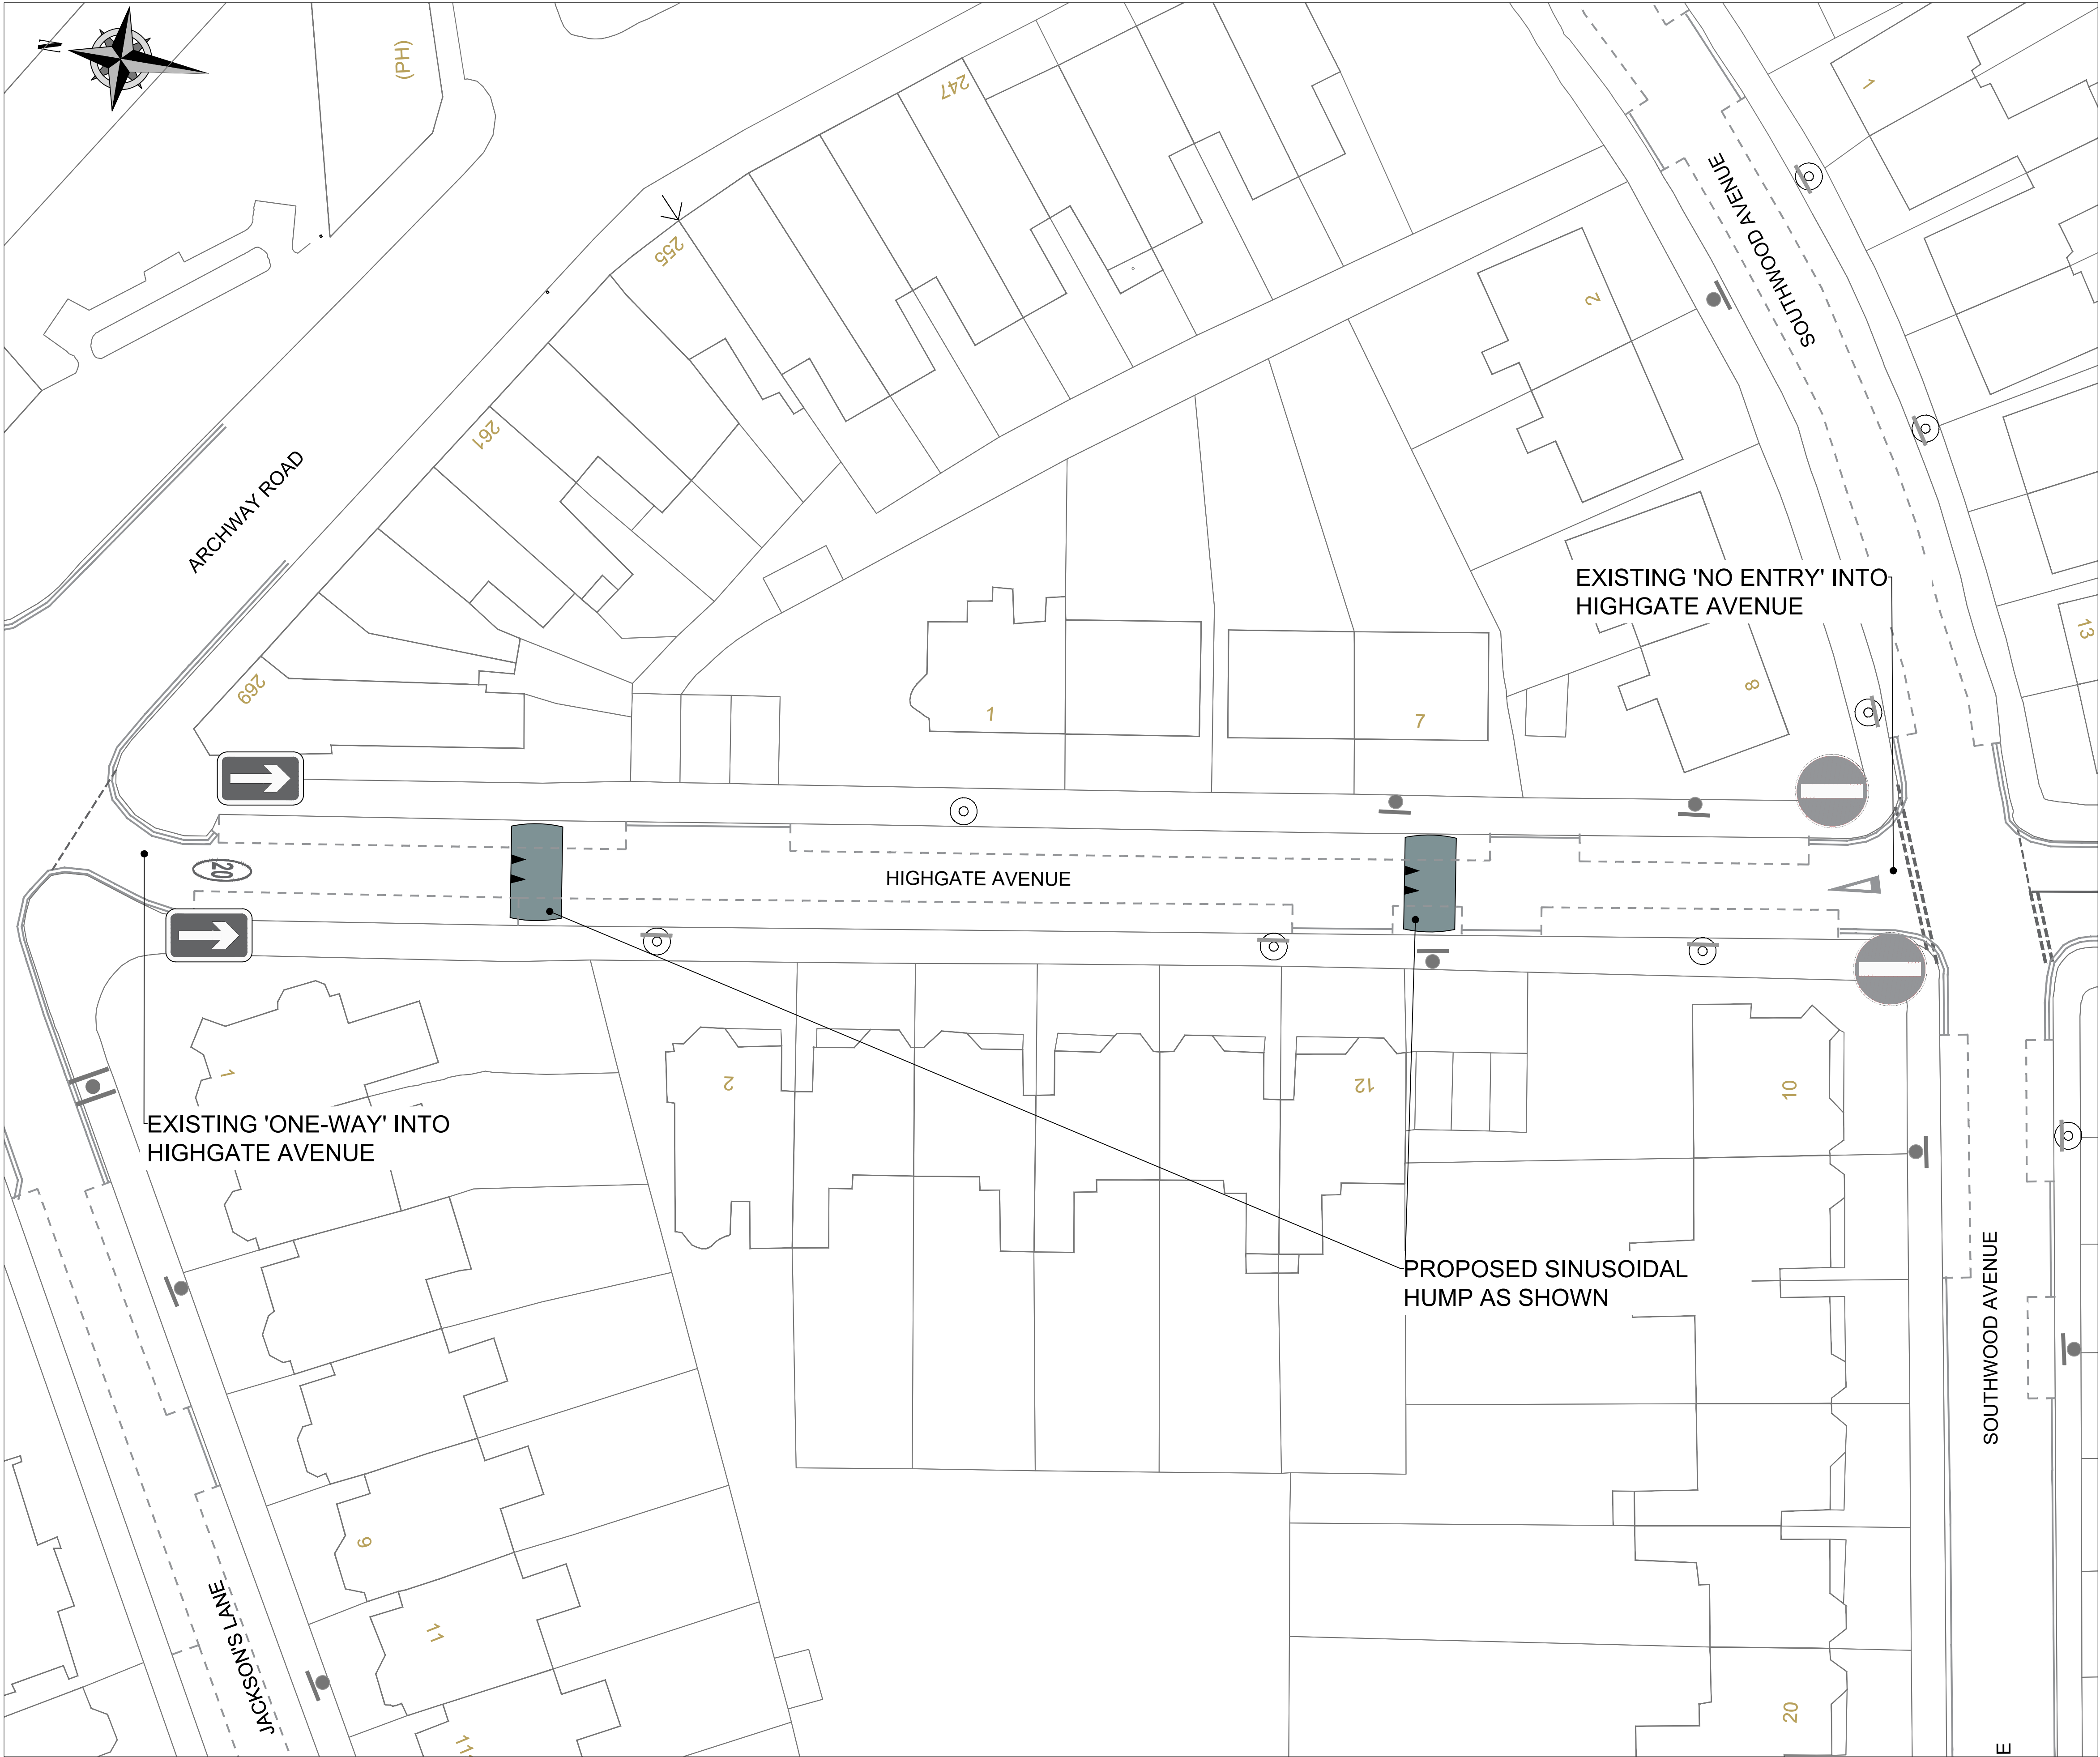 N
(PH)
247
1
SOUTHWOOD AVENUE
255
2
261
ARCHWAY ROAD
EXISTING 'NO ENTRY' INTO
HIGHGATE AVENUE
13
269
8
1
7
20
HIGHGATE AVENUE
1
2
12
10
EXISTING 'ONE-WAY' INTO
HIGHGATE AVENUE
PROPOSED SINUSOIDAL
HUMP AS SHOWN
SOUTHWOOD AVENUE
9
JACKSON'S LANE
11
20
E